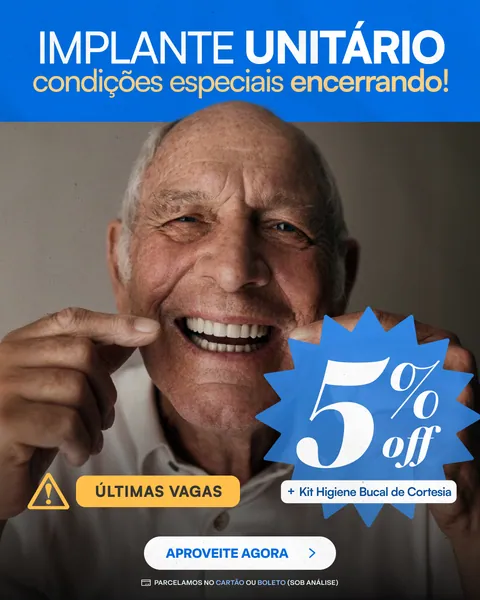 IMPLANTE UNITÁRIO
condições especiais encerrando!
5% off
ÚLTIMAS VAGAS
+ Kit Higiene Bucal de Cortesia
APROVEITE AGORA
PARCELAMOS NO CARTÃO OU BOLETO (SOB ANÁLISE)